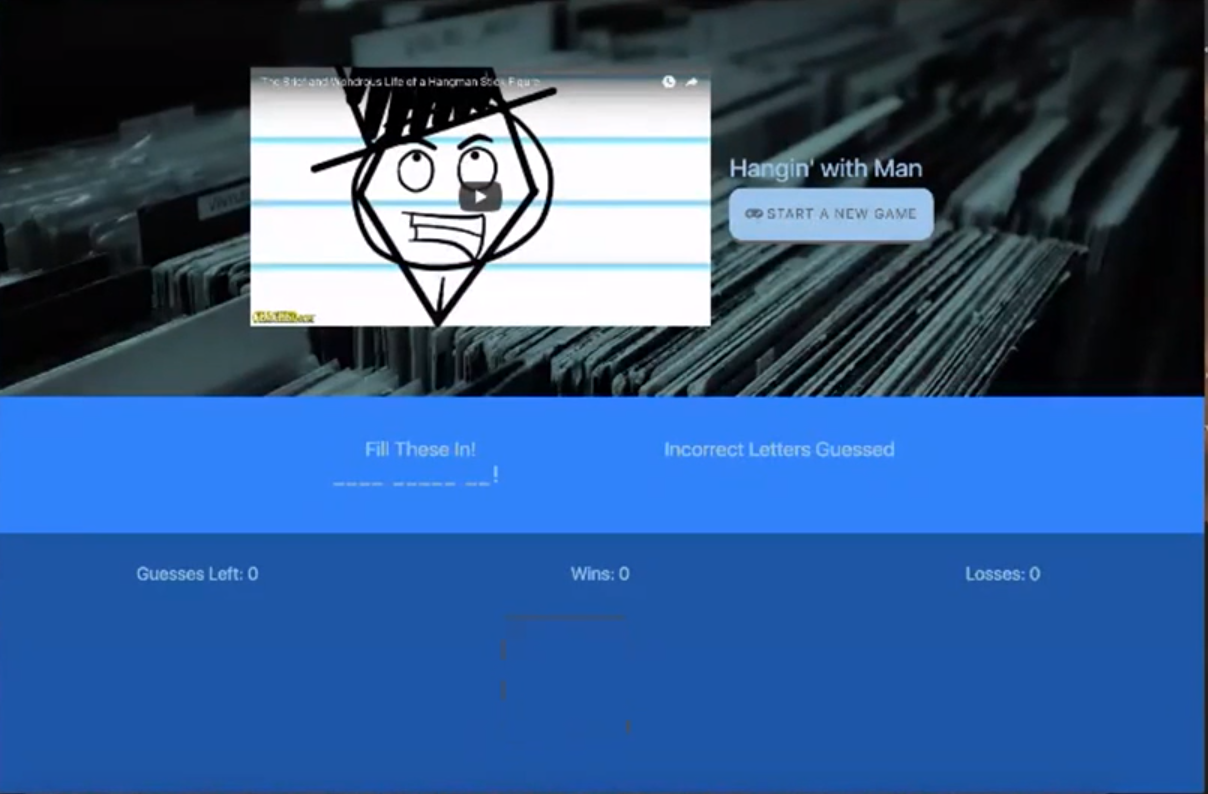 The Brief and Wondrous Life of a Hangman Stick Figure
Hangin' with Man
START A NEW GAME
Fill These In!
____ _____ __!
Incorrect Letters Guessed
Guesses Left: 0
Wins: 0
Losses: 0